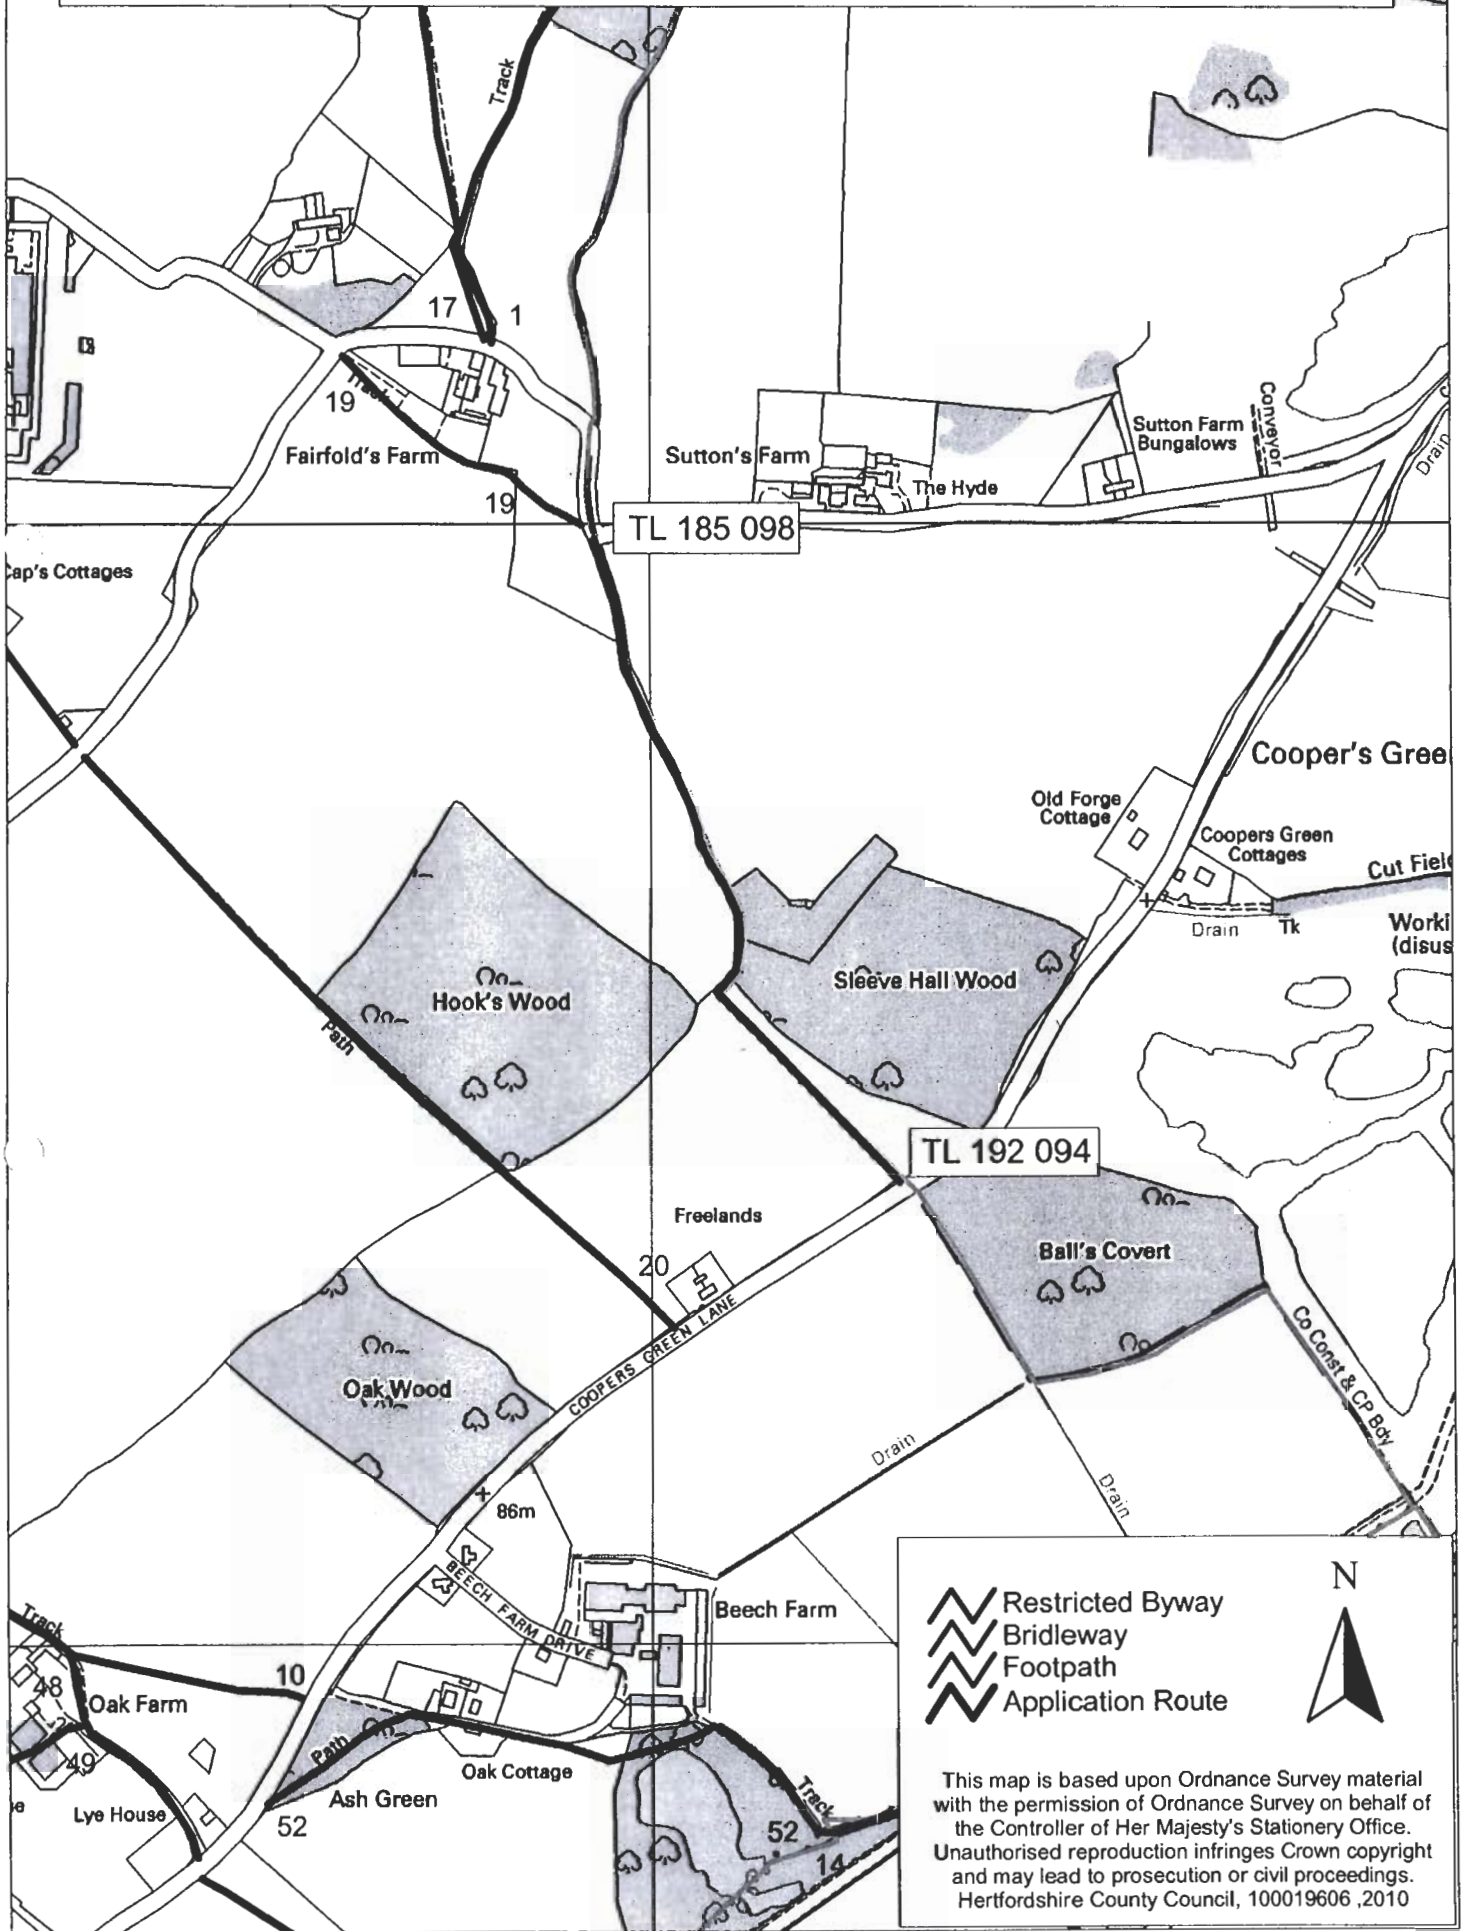 Track
17
1
Track
19
Fairfold's Farm
19
Sutton's Farm
The Hyde
Sutton Farm
Bungalows
Conveyor
Drain
TL 185 098
Cap's Cottages
Cooper's Gree
Old Forge
Cottage
Coopers Green
Cottages
Cut Fiel
Drain
Tk
Worki
(disus
Sleeve Hall Wood
Hook's Wood
Path
TL 192 094
Freelands
20
Ball's Covert
COOPERS GREEN LANE
Oak Wood
Co Const & CP Bdy
Drain
Drain
86m
BEECH FARM DRIVE
Beech Farm
Track
48
Oak Farm
10
49
Path
Oak Cottage
Ash Green
Lye House
52
Track
52
14
N
Restricted Byway
Bridleway
Footpath
Application Route
This map is based upon Ordnance Survey material
with the permission of Ordnance Survey on behalf of
the Controller of Her Majesty's Stationery Office.
Unauthorised reproduction infringes Crown copyright
and may lead to prosecution or civil proceedings.
Hertfordshire County Council, 100019606 ,2010